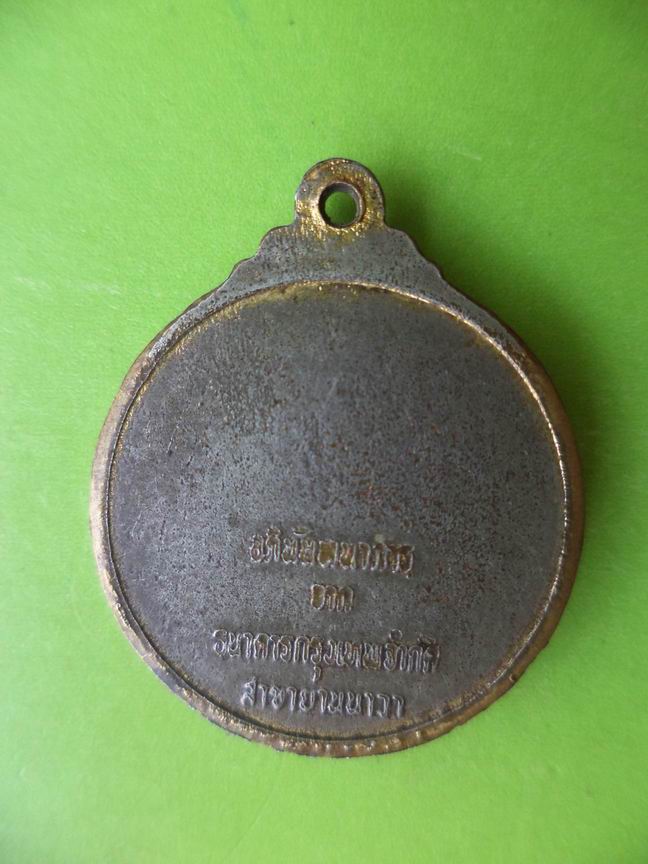 อภินันทนาการ
จาก
ธนาคารกรุงเทพจำกัด
สาขายานนาวา